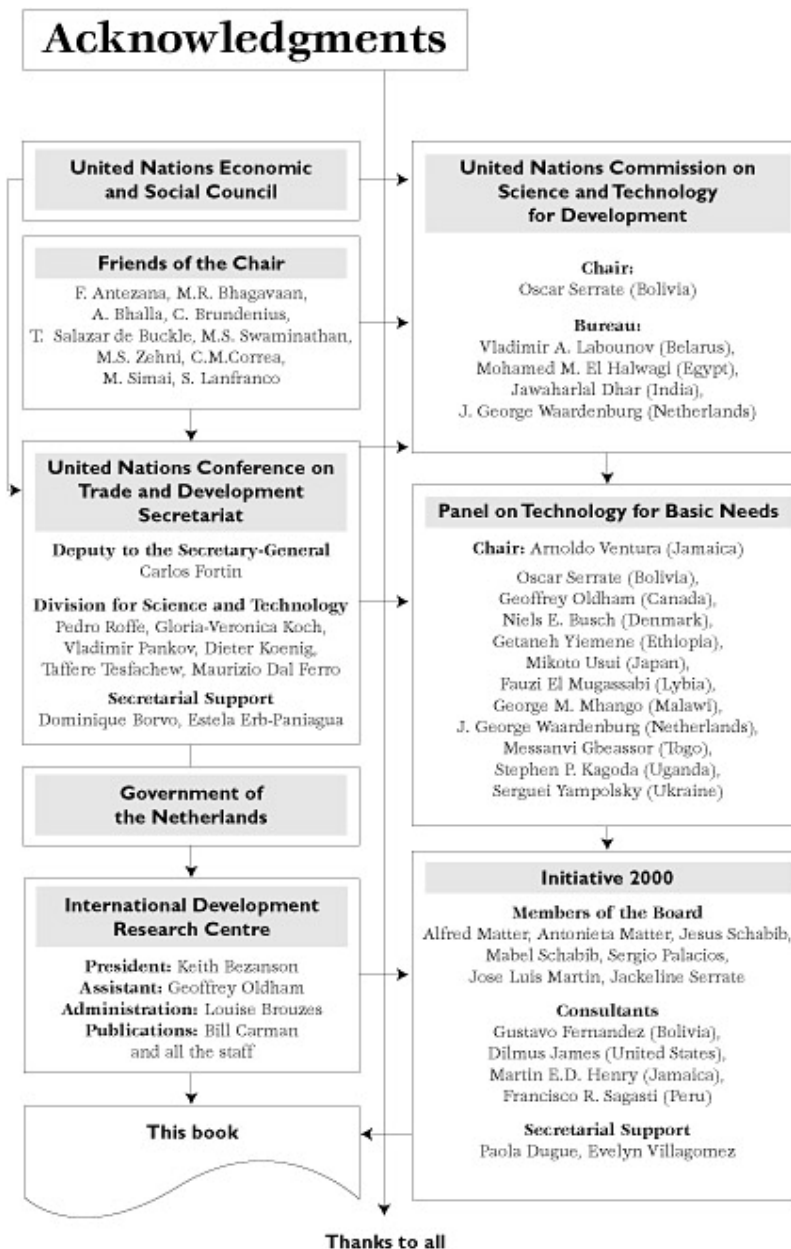 Acknowledgments
United Nations Economic
and Social Council
Friends of the Chair
F. Antezana, M.R. Bhagavaan,
A. Bhalla, C. Brundenius,
T. Salazar de Buckle, M.S. Swaminathan,
M.S. Zehni, C.M.Correa,
M. Simai, S. Lanfranco
United Nations Conference on
Trade and Development
Secretariat
Deputy to the Secretary-General
Carlos Fortin
Division for Science and Technology
Pedro Roffe, Gloria-Veronica Koch,
Vladimir Pankov, Dieter Koenig,
Taffere Tesfachew, Maurizio Dal Ferro
Secretarial Support
Dominique Borvo, Estela Erb-Paniagua
Government of
the Netherlands
International Development
Research Centre
President: Keith Bezanson
Assistant: Geoffrey Oldham
Administration: Louise Brouzes
Publications: Bill Carman
and all the staff
This book
United Nations Commission on
Science and Technology
for Development
Chair:
Oscar Serrate (Bolivia)
Bureau:
Vladimir A. Labounov (Belarus),
Mohamed M. El Halwagi (Egypt),
Jawaharlal Dhar (India),
J. George Waardenburg (Netherlands)
Panel on Technology for Basic Needs
Chair: Arnoldo Ventura (Jamaica)
Oscar Serrate (Bolivia),
Geoffrey Oldham (Canada),
Niels E. Busch (Denmark),
Getaneh Yiemene (Ethiopia),
Mikoto Usui (Japan),
Fauzi El Mugassabi (Lybia),
George M. Mhango (Malawi),
J. George Waardenburg (Netherlands),
Messanvi Gbeassor (Togo),
Stephen P. Kagoda (Uganda),
Serguei Yampolsky (Ukraine)
Initiative 2000
Members of the Board
Alfred Matter, Antonieta Matter, Jesus Schabib,
Mabel Schabib, Sergio Palacios,
Jose Luis Martin, Jackeline Serrate
Consultants
Gustavo Fernandez (Bolivia),
Dilmus James (United States),
Martin E.D. Henry (Jamaica),
Francisco R. Sagasti (Peru)
Secretarial Support
Paola Dugue, Evelyn Villagomez
Thanks to all